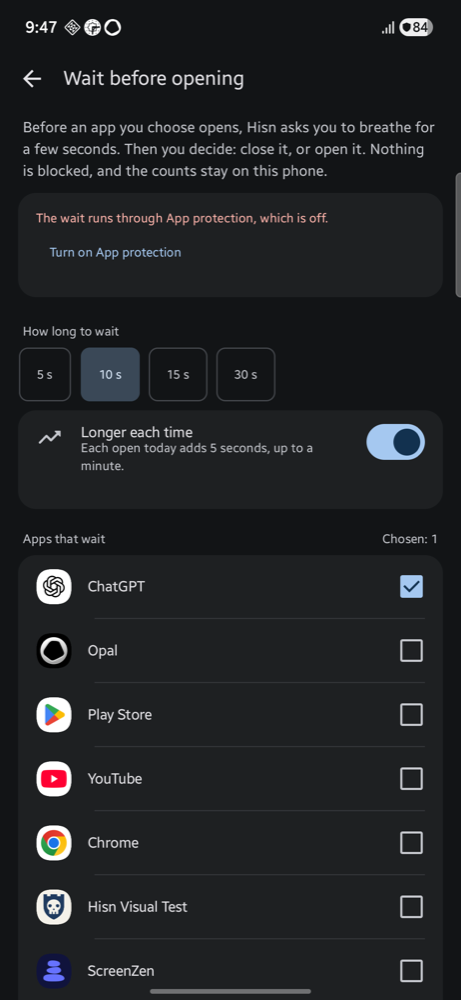 9:47
84
Wait before opening
Before an app you choose opens, Hisn asks you to breathe for
a few seconds. Then you decide: close it, or open it. Nothing
is blocked, and the counts stay on this phone.
The wait runs through App protection, which is off.
Turn on App protection
How long to wait
5 s
10 s
15 s
30 s
Longer each time
Each open today adds 5 seconds, up to a
minute.
Apps that wait
Chosen: 1
ChatGPT
Opal
Play Store
YouTube
Chrome
Hisn Visual Test
ScreenZen